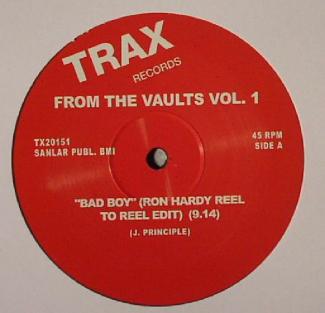 TRAX
RECORDS
FROM THE VAULTS VOL. 1
TX20151
SANLAR PUBL. BMI
45 RPM
SIDE A
"BAD BOY" (RON HARDY REEL
TO REEL EDIT) (9.14)
(J. PRINCIPLE)